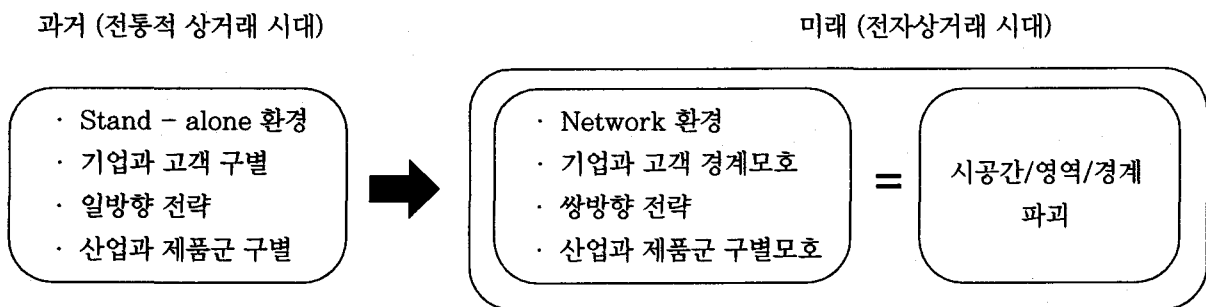 과거 (전통적 상거래 시대)
미래 (전자상거래 시대)
· Stand - alone 환경
· 기업과 고객 구별
· 일방향 전략
· 산업과 제품군 구별
· Network 환경
· 기업과 고객 경계모호
· 쌍방향 전략
· 산업과 제품군 구별모호
=
시공간/영역/경계
파괴